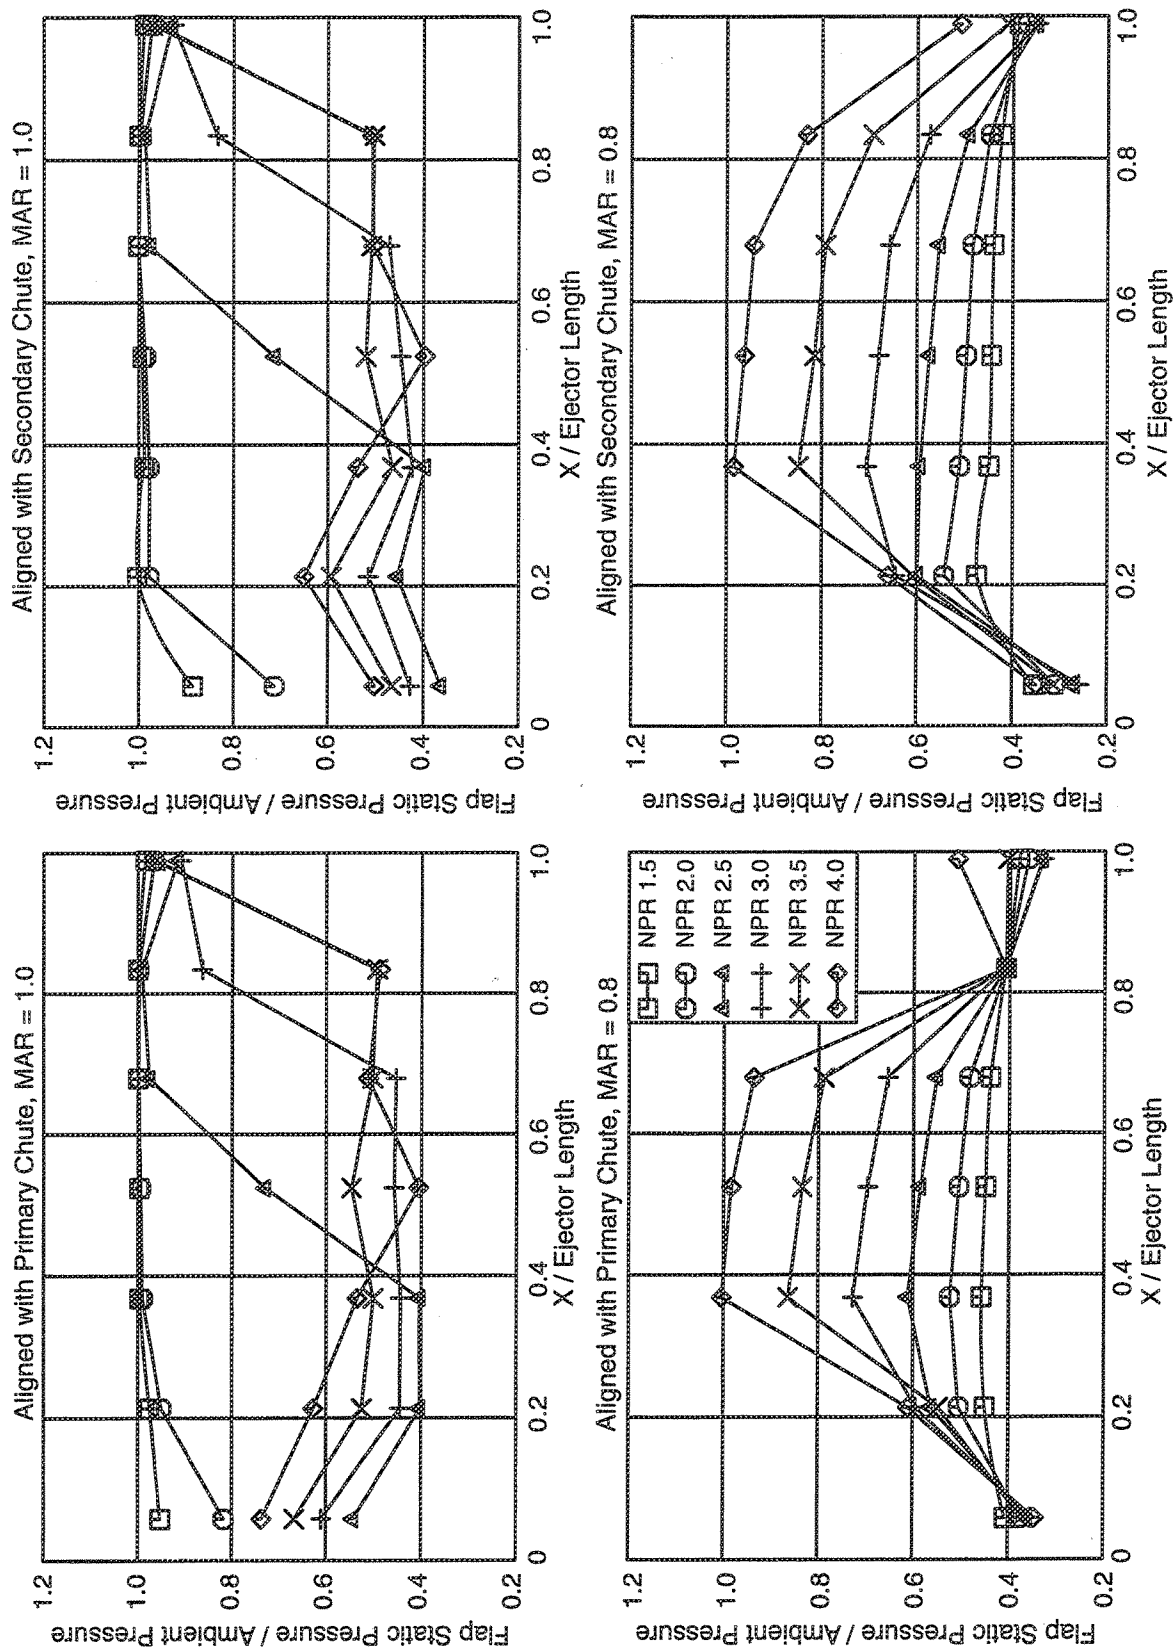 Aligned with Primary Chute, MAR = 1.0
Flap Static Pressure / Ambient Pressure
1.2
1.0
0.8
0.6
0.4
0.2
0
0.2
0.4
0.6
0.8
1.0
X / Ejector Length
Aligned with Secondary Chute, MAR = 1.0
Flap Static Pressure / Ambient Pressure
1.2
1.0
0.8
0.6
0.4
0.2
0
0.2
0.4
0.6
0.8
1.0
X / Ejector Length
Aligned with Primary Chute, MAR = 0.8
Flap Static Pressure / Ambient Pressure
1.2
1.0
0.8
0.6
0.4
0.2
0
0.2
0.4
0.6
0.8
1.0
X / Ejector Length
NPR 1.5
NPR 2.0
NPR 2.5
NPR 3.0
NPR 3.5
NPR 4.0
Aligned with Secondary Chute, MAR = 0.8
Flap Static Pressure / Ambient Pressure
1.2
1.0
0.8
0.6
0.4
0.2
0
0.2
0.4
0.6
0.8
1.0
X / Ejector Length